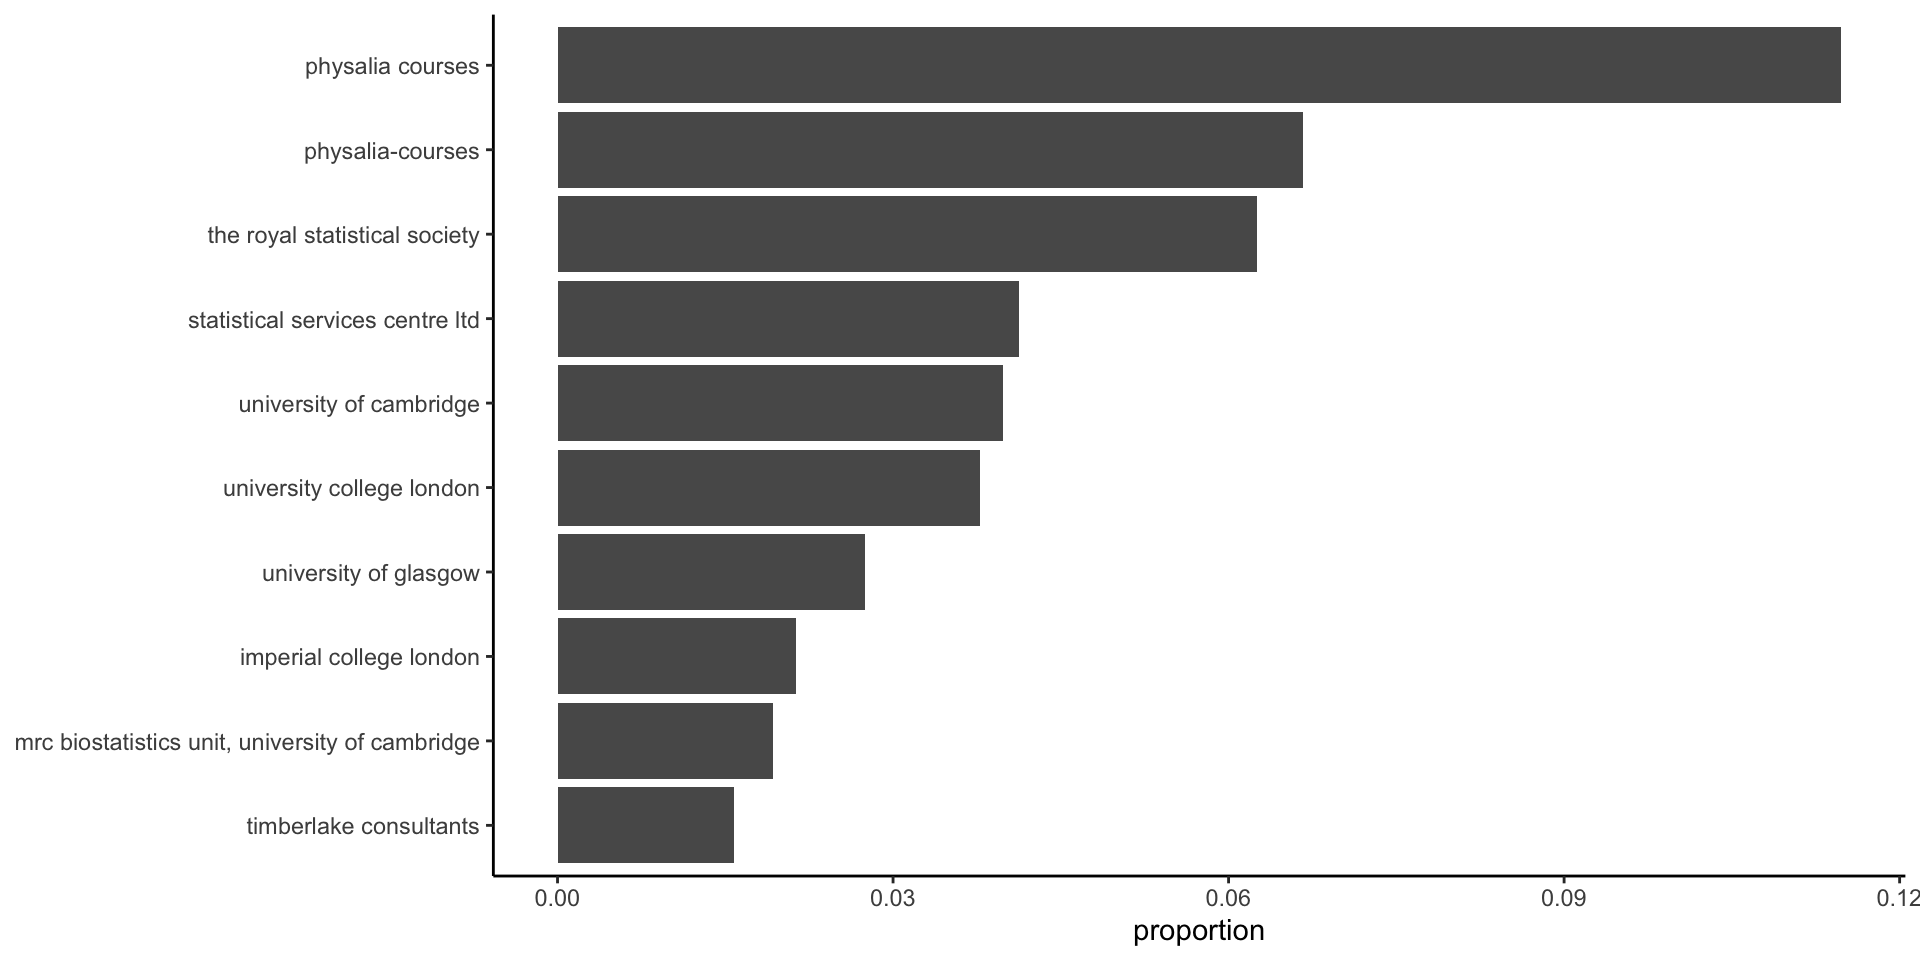 physalia courses
physalia-courses
the royal statistical society
statistical services centre ltd
university of cambridge
university college london
university of glasgow
imperial college london
mrc biostatistics unit, university of cambridge
timberlake consultants
0.00 0.03 0.06 0.09 0.12
proportion